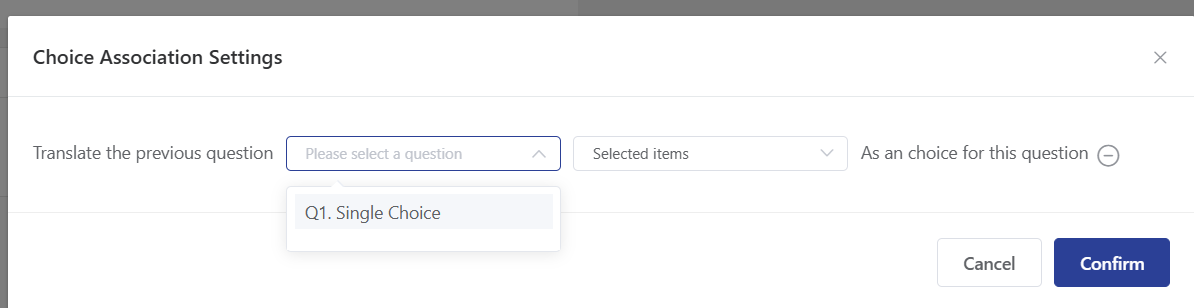 Choice Association Settings
Translate the previous question Please select a question Selected items As an choice for this question
Q1. Single Choice
Cancel Confirm